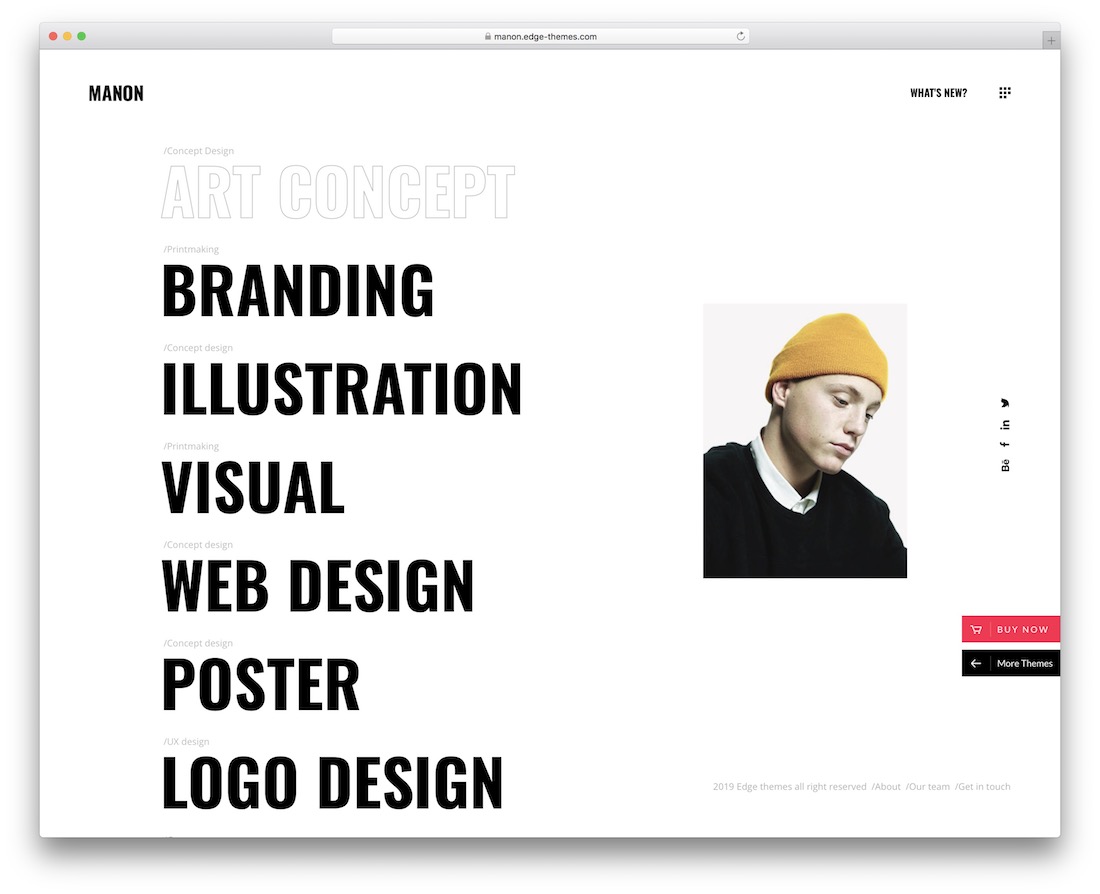 manon.edge-themes.com
MANON
WHAT'S NEW?
/Concept Design
ART CONCEPT
/Printmaking
BRANDING
/Concept design
ILLUSTRATION
/Printmaking
VISUAL
/Concept design
WEB DESIGN
/Concept design
POSTER
/UX design
LOGO DESIGN
in
f
Bē
BUY NOW
More Themes
2019 Edge themes all right reserved /About /Our team /Get in touch